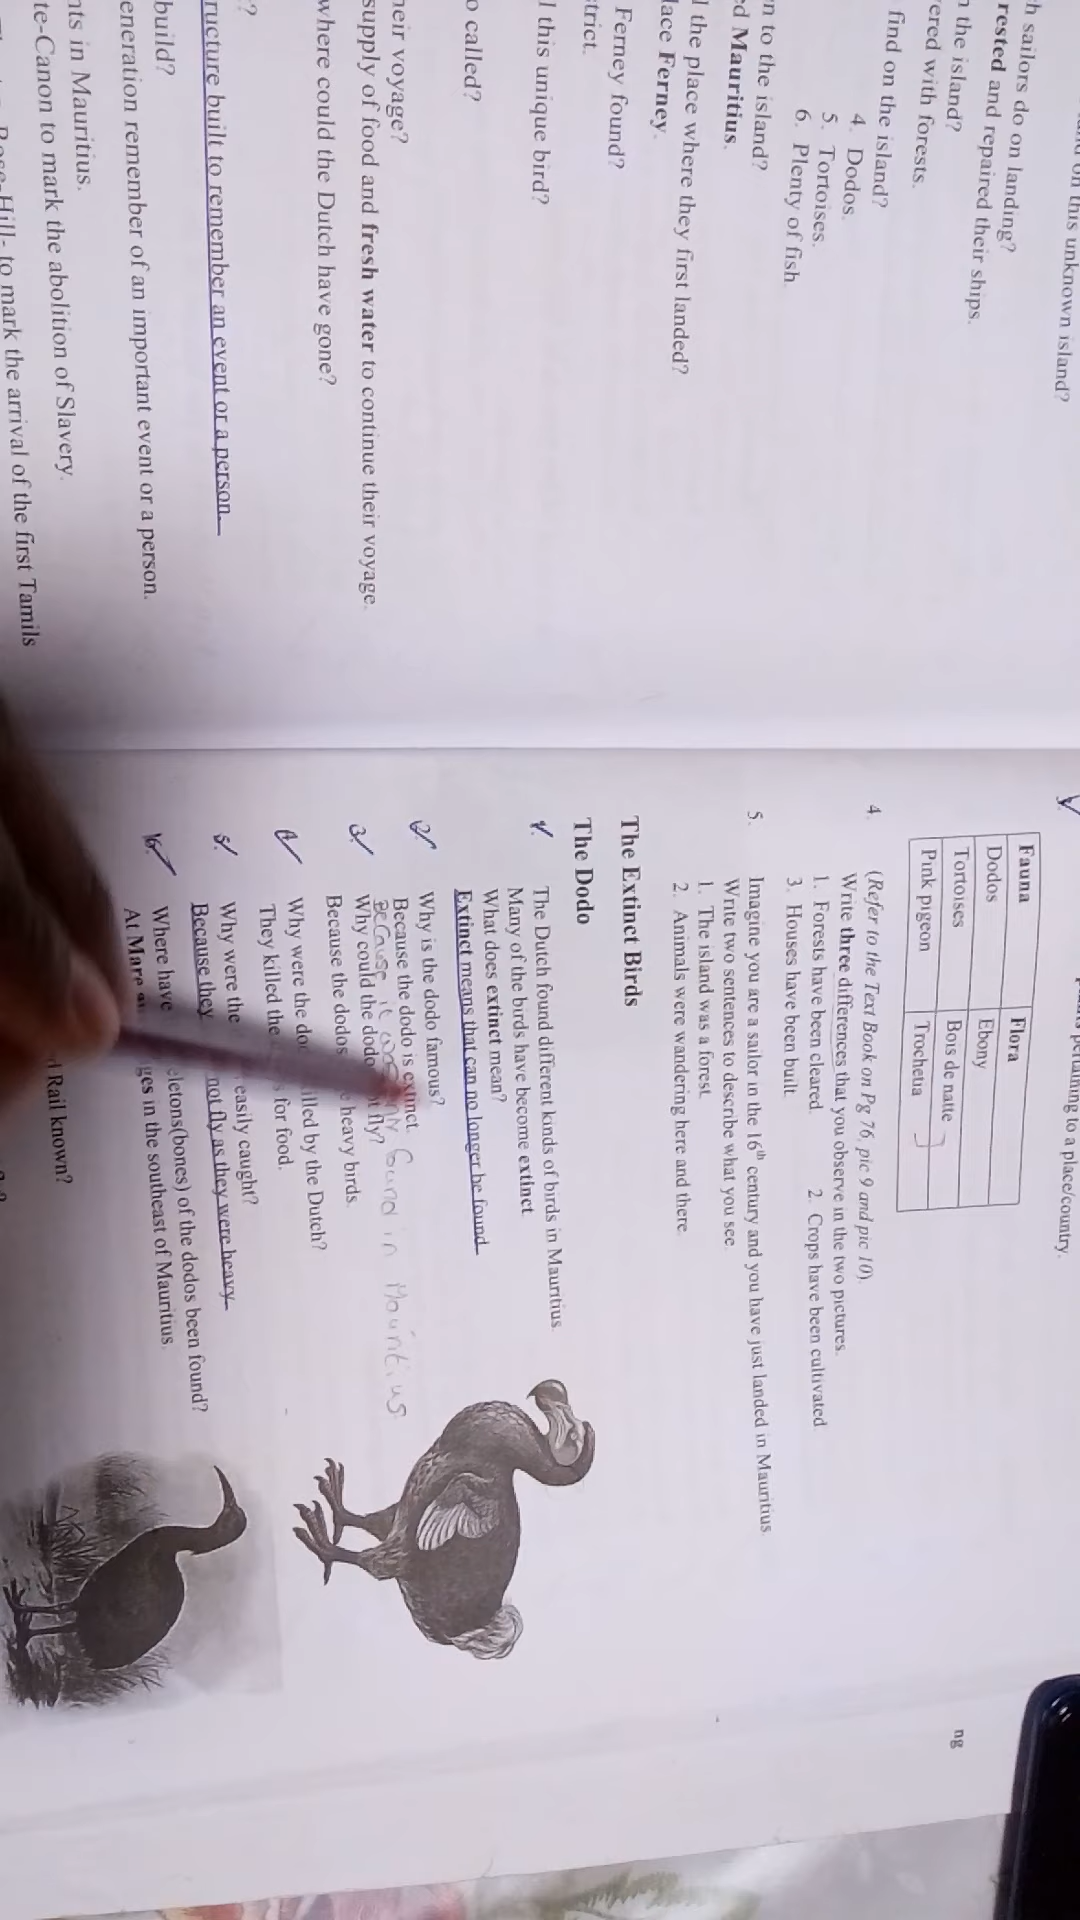 on this unknown island?
sailors do on landing?
rested and repaired their ships.
the island?
ered with forests.
find on the island?
4. Dodos.
5. Tortoises.
6. Plenty of fish.
to the island?
ed Mauritius.
the place where they first landed?
lace Ferney.
Ferney found?
trict.
this unique bird?
o called?
heir voyage?
supply of food and fresh water to continue their voyage.
where could the Dutch have gone?
?
ructure built to remember an event or a person.
build?
eneration remember of an important event or a person.
nts in Mauritius.
te-Canon to mark the abolition of Slavery.
Rose-Hill- to mark the arrival of the first Tamils
pertaining to a place/country.
Fauna Flora
Dodos Ebony
Tortoises Bois de natte
Pink pigeon Trochetia
4. (Refer to the Text Book on Pg 76, pic 9 and pic 10).
Write three differences that you observe in the two pictures.
1. Forests have been cleared. 2. Crops have been cultivated.
3. Houses have been built.
5. Imagine you are a sailor in the 16th century and you have just landed in Mauritius.
Write two sentences to describe what you see.
1. The island was a forest.
2. Animals were wandering here and there.
The Extinct Birds
The Dodo
1. The Dutch found different kinds of birds in Mauritius.
Many of the birds have become extinct.
What does extinct mean?
Extinct means that can no longer be found.
2. Why is the dodo famous?
Because the dodo is extinct.
Because it found in Mauritius
3. Why could the dodo fly?
Because the dodos heavy birds.
4. Why were the killed by the Dutch?
They killed the for food.
5. Why were the easily caught?
Because they not fly as they were heavy.
6. Where have (bones) of the dodos been found?
At Mare in the southeast of Mauritius.
Rail known?
ng